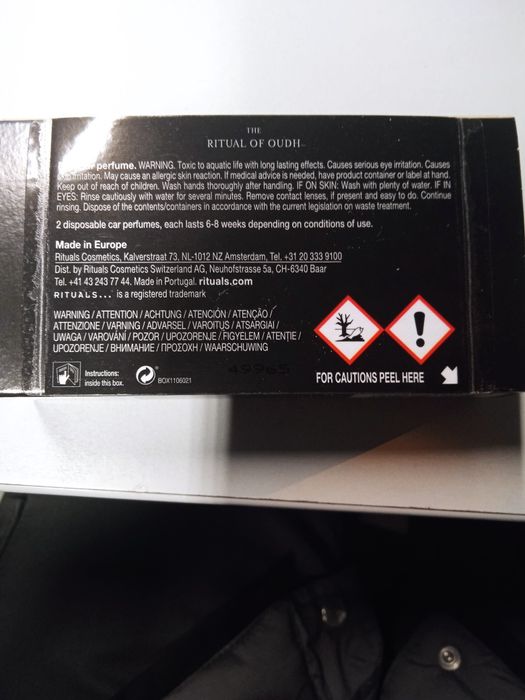 THE
RITUAL OF OUDH
perfume. WARNING. Toxic to aquatic life with long lasting effects. Causes serious eye irritation. Causes
skin irritation. May cause an allergic skin reaction. If medical advice is needed, have product container or label at hand.
Keep out of reach of children. Wash hands thoroughly after handling. IF ON SKIN: Wash with plenty of water. IF IN
EYES: Rinse cautiously with water for several minutes. Remove contact lenses, if present and easy to do. Continue
rinsing. Dispose of the contents/containers in accordance with the current legislation on waste treatment.
2 disposable car perfumes, each lasts 6-8 weeks depending on conditions of use.
Made in Europe
Rituals Cosmetics, Kalverstraat 73, NL-1012 NZ Amsterdam, Tel. +31 20 333 9100
Dist. by Rituals Cosmetics Switzerland AG, Neuhofstrasse 5a, CH-6340 Baar
Tel. +41 43 243 77 44. Made in Portugal. rituals.com
RITUALS... is a registered trademark
WARNING / ATTENTION / ACHTUNG / ATENCIÓN / ATENÇÃO /
ATTENZIONE / VARNING / ADVARSEL / VAROITUS / ATSARGIAI /
UWAGA / VAROVÁNÍ / POZOR / UPOZORENJE / FIGYELEM / ATENȚIE /
UPOZORENJE / ВНИМАНИЕ / ΠΡΟΣΟΧΗ / WAARSCHUWING
Instructions:
inside this box.
BOX1106021
49965
FOR CAUTIONS PEEL HERE